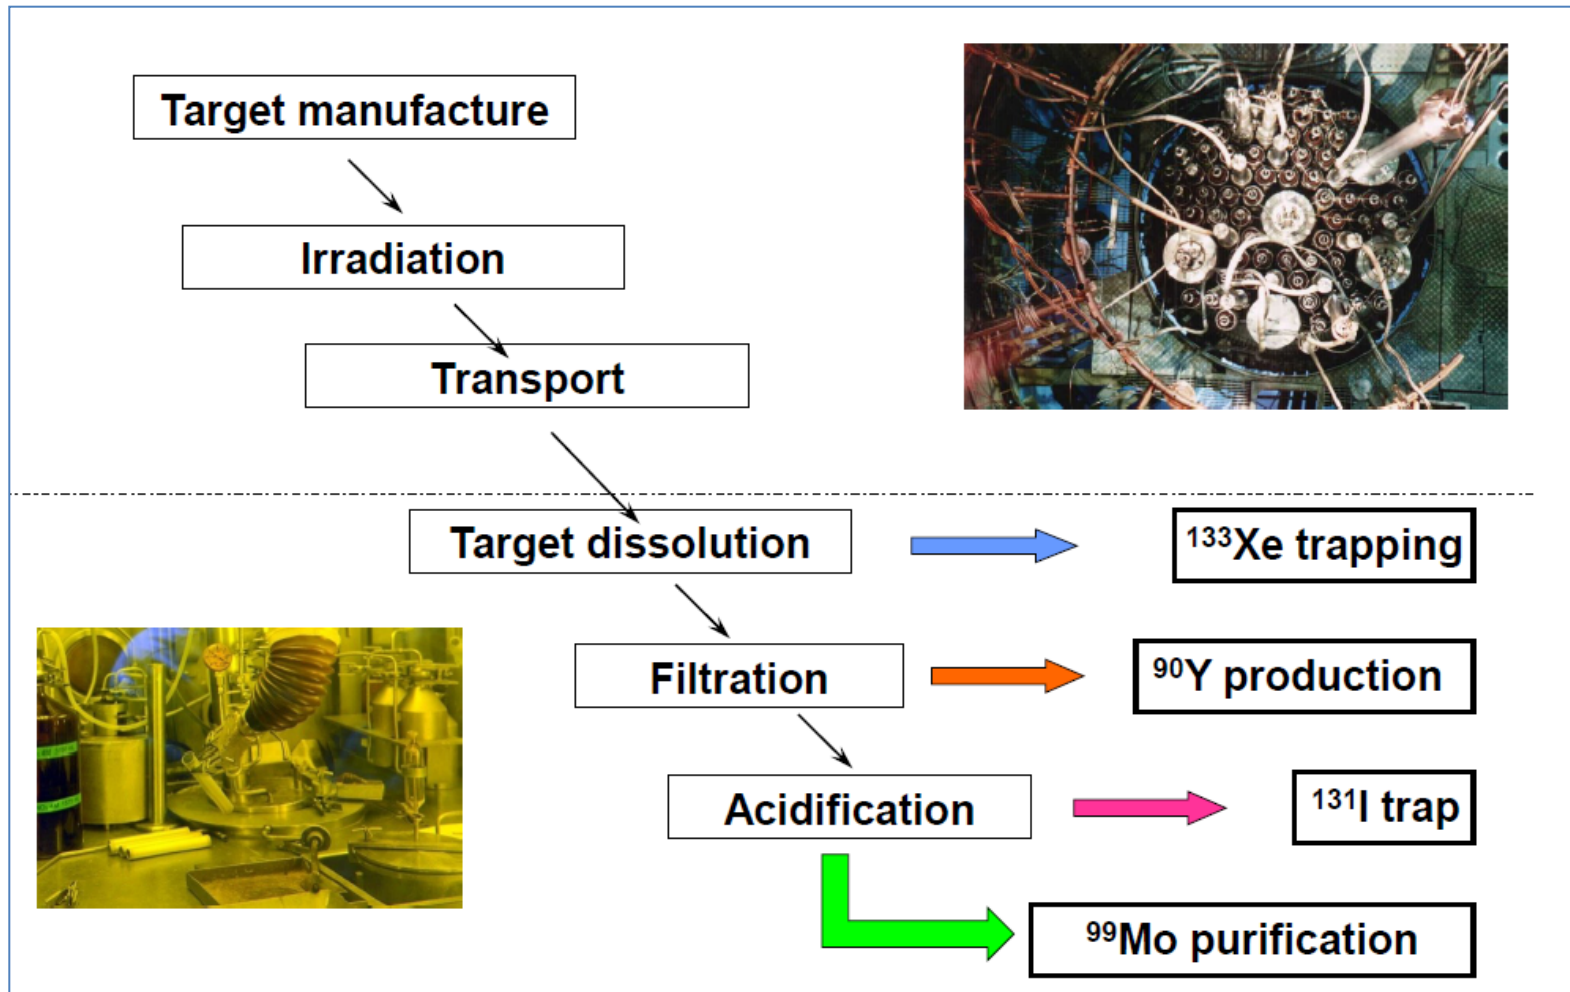 Target manufacture
Irradiation
Transport
Target dissolution
¹³³Xe trapping
Filtration
⁹⁰Y production
Acidification
¹³¹I trap
⁹⁹Mo purification